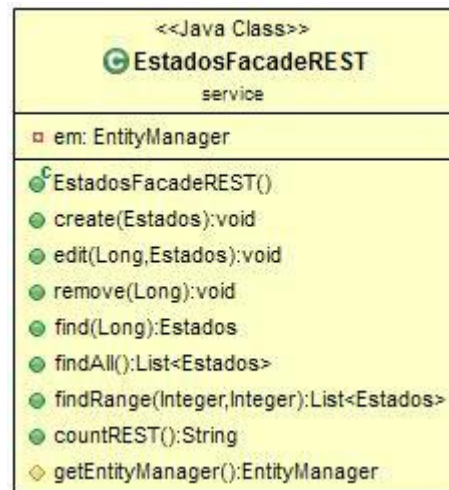 <<Java Class>>
EstadosFacadeREST
service
em: EntityManager
EstadosFacadeREST()
create(Estados):void
edit(Long,Estados):void
remove(Long):void
find(Long):Estados
findAll():List<Estados>
findRange(Integer,Integer):List<Estados>
countREST():String
getEntityManager():EntityManager